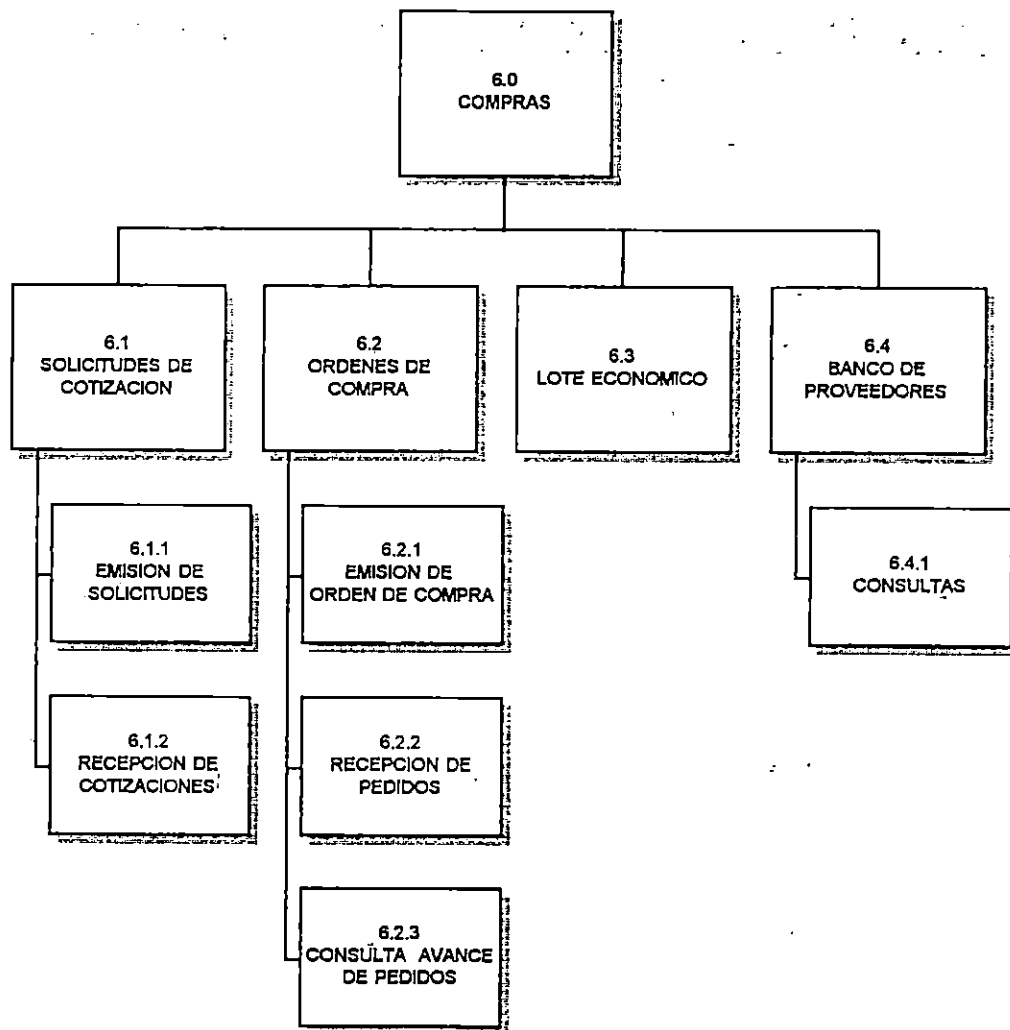 6.0
COMPRAS
6.1
SOLICITUDES DE
COTIZACION
6.2
ORDENES DE
COMPRA
6.3
LOTE ECONOMICO
6.4
BANCO DE
PROVEEDORES
6.1.1
EMISION DE
SOLICITUDES
6.2.1
EMISION DE
ORDEN DE COMPRA
6.4.1
CONSULTAS
6.1.2
RECEPCION DE
COTIZACIONES
6.2.2
RECEPCION DE
PEDIDOS
6.2.3
CONSULTA AVANCE
DE PEDIDOS